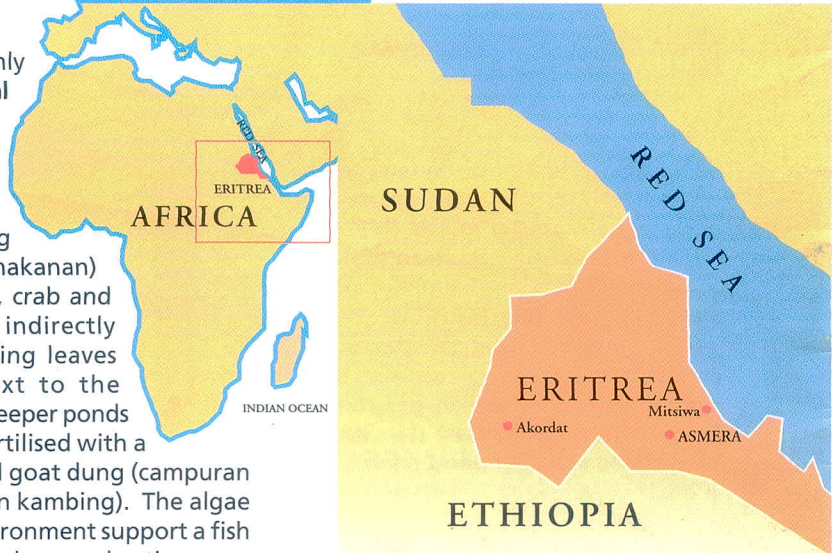 nly
al
g
makanan)
, crab and
indirectly
ing leaves
xt to the
eeper ponds
rtilised with a
d goat dung (campuran
n kambing). The algae
ronment support a fish
RED SEA
ERITREA
AFRICA
INDIAN OCEAN
SUDAN
RED SEA
ERITREA
Mitsiwa
Akordat
ASMERA
ETHIOPIA